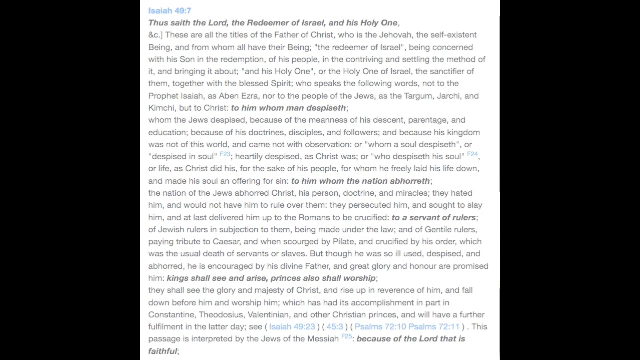 Isaiah 49:7
Thus saith the Lord, the Redeemer of Israel, and his Holy One,
&c.] These are all the titles of the Father of Christ, who is the Jehovah, the self-existent
Being, and from whom all have their Being; "the redeemer of Israel", being concerned
with his Son in the redemption, of his people, in the contriving and settling the method of
it, and bringing it about; "and his Holy One", or the Holy One of Israel, the sanctifier of
them, together with the blessed Spirit; who speaks the following words, not to the
Prophet Isaiah, as Aben Ezra, nor to the people of the Jews, as the Targum, Jarchi, and
Kimchi, but to Christ: to him whom man despiseth;
whom the Jews despised, because of the meanness of his descent, parentage, and
education; because of his doctrines, disciples, and followers; and because his kingdom
was not of this world, and came not with observation: or "whom a soul despiseth", or
"despised in soul" F23; heartily despised, as Christ was; or "who despiseth his soul" F24,
or life, as Christ did his, for the sake of his people, for whom he freely laid his life down,
and made his soul an offering for sin: to him whom the nation abhorreth;
the nation of the Jews abhorred Christ, his person, doctrine, and miracles; they hated
him, and would not have him to rule over them: they persecuted him, and sought to slay
him, and at last delivered him up to the Romans to be crucified: to a servant of rulers;
of Jewish rulers in subjection to them, being made under the law; and of Gentile rulers,
paying tribute to Caesar, and when scourged by Pilate, and crucified by his order, which
was the usual death of servants or slaves. But though he was so ill used, despised, and
abhorred, he is encouraged by his divine Father, and great glory and honour are promised
him: kings shall see and arise, princes also shall worship;
they shall see the glory and majesty of Christ, and rise up in reverence of him, and fall
down before him and worship him; which has had its accomplishment in part in
Constantine, Theodosius, Valentinian, and other Christian princes, and will have a further
fulfilment in the latter day; see ( Isaiah 49:23 ) ( 45:3 ) ( Psalms 72:10 Psalms 72:11 ) . This
passage is interpreted by the Jews of the Messiah F25: because of the Lord that is
faithful;